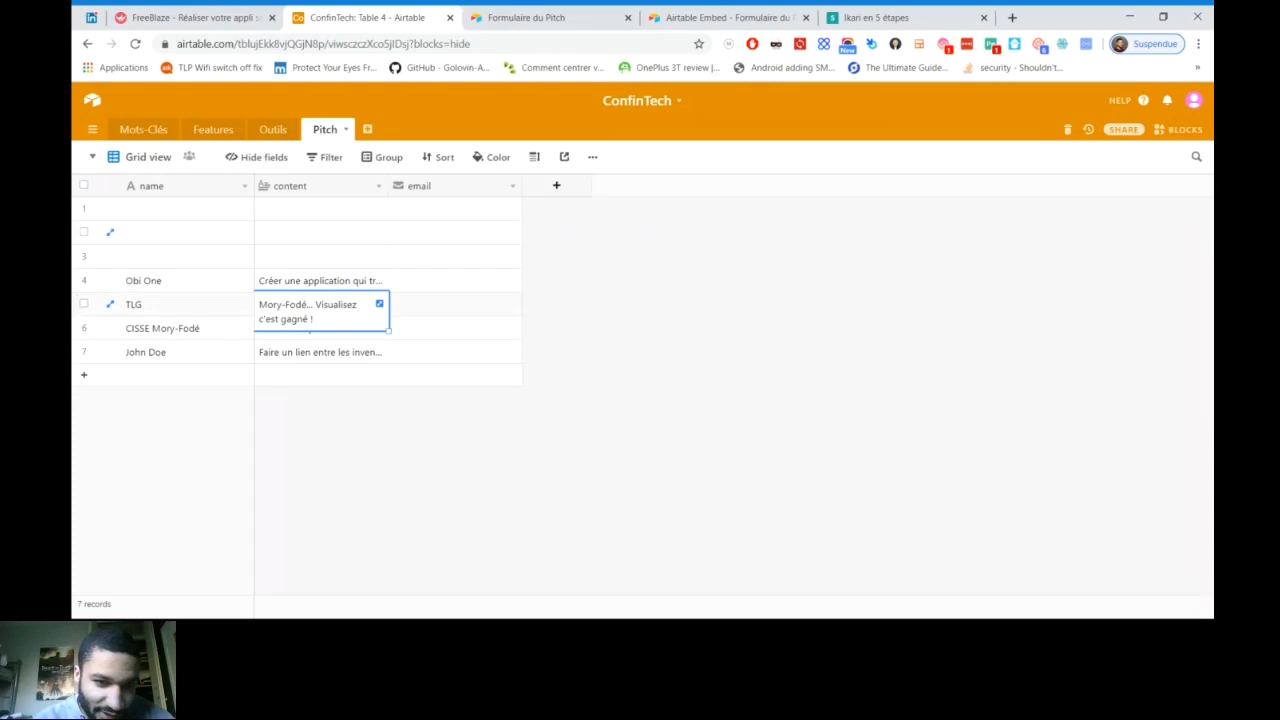 FreeBlaze - Réaliser votre appli s
ConfinTech: Table 4 - Airtable
Formulaire du Pitch
Airtable Embed - Formulaire du
Ikari en 5 étapes
airtable.com/tblujEkk8vjQGjN8p/viwsczczXco5jIDsj?blocks=hide
New
1
1
6
Suspendue
Applications
TLP Wifi switch off fix
Protect Your Eyes Fr...
GitHub - Golovin-A...
Comment centrer v...
OnePlus 3T review |...
Android adding SM...
The Ultimate Guide...
security - Shouldn't...
»
ConfinTech
HELP
Mots-Clés
Features
Outils
Pitch
SHARE
BLOCKS
Grid view
Hide fields
Filter
Group
Sort
Color
name
content
email
1
3
4 Obi One Créer une application qui tr...
TLG Mory-Fodé... Visualisez
c'est gagné !
6 CISSE Mory-Fodé
7 John Doe Faire un lien entre les inven...
7 records